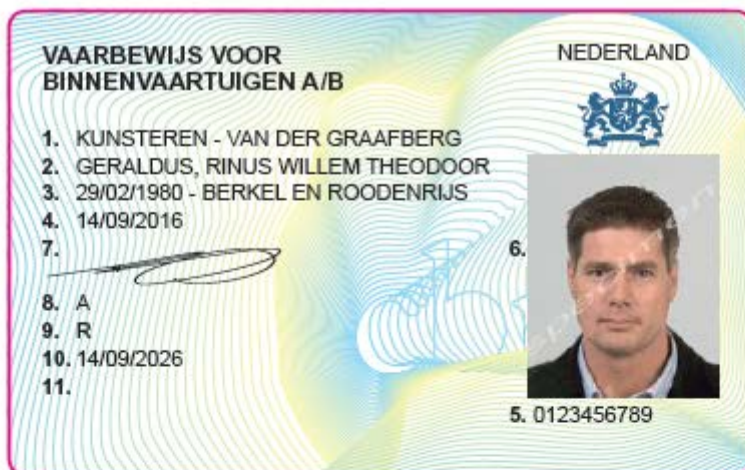 VAARBEWIJS VOOR
BINNENVAARTUIGEN A/B
NEDERLAND
1. KUNSTEREN - VAN DER GRAAFBERG
2. GERALDUS, RINUS WILLEM THEODOOR
3. 29/02/1980 - BERKEL EN ROODENRIJS
4. 14/09/2016
7.
6.
8. A
9. R
10. 14/09/2026
11.
5. 0123456789